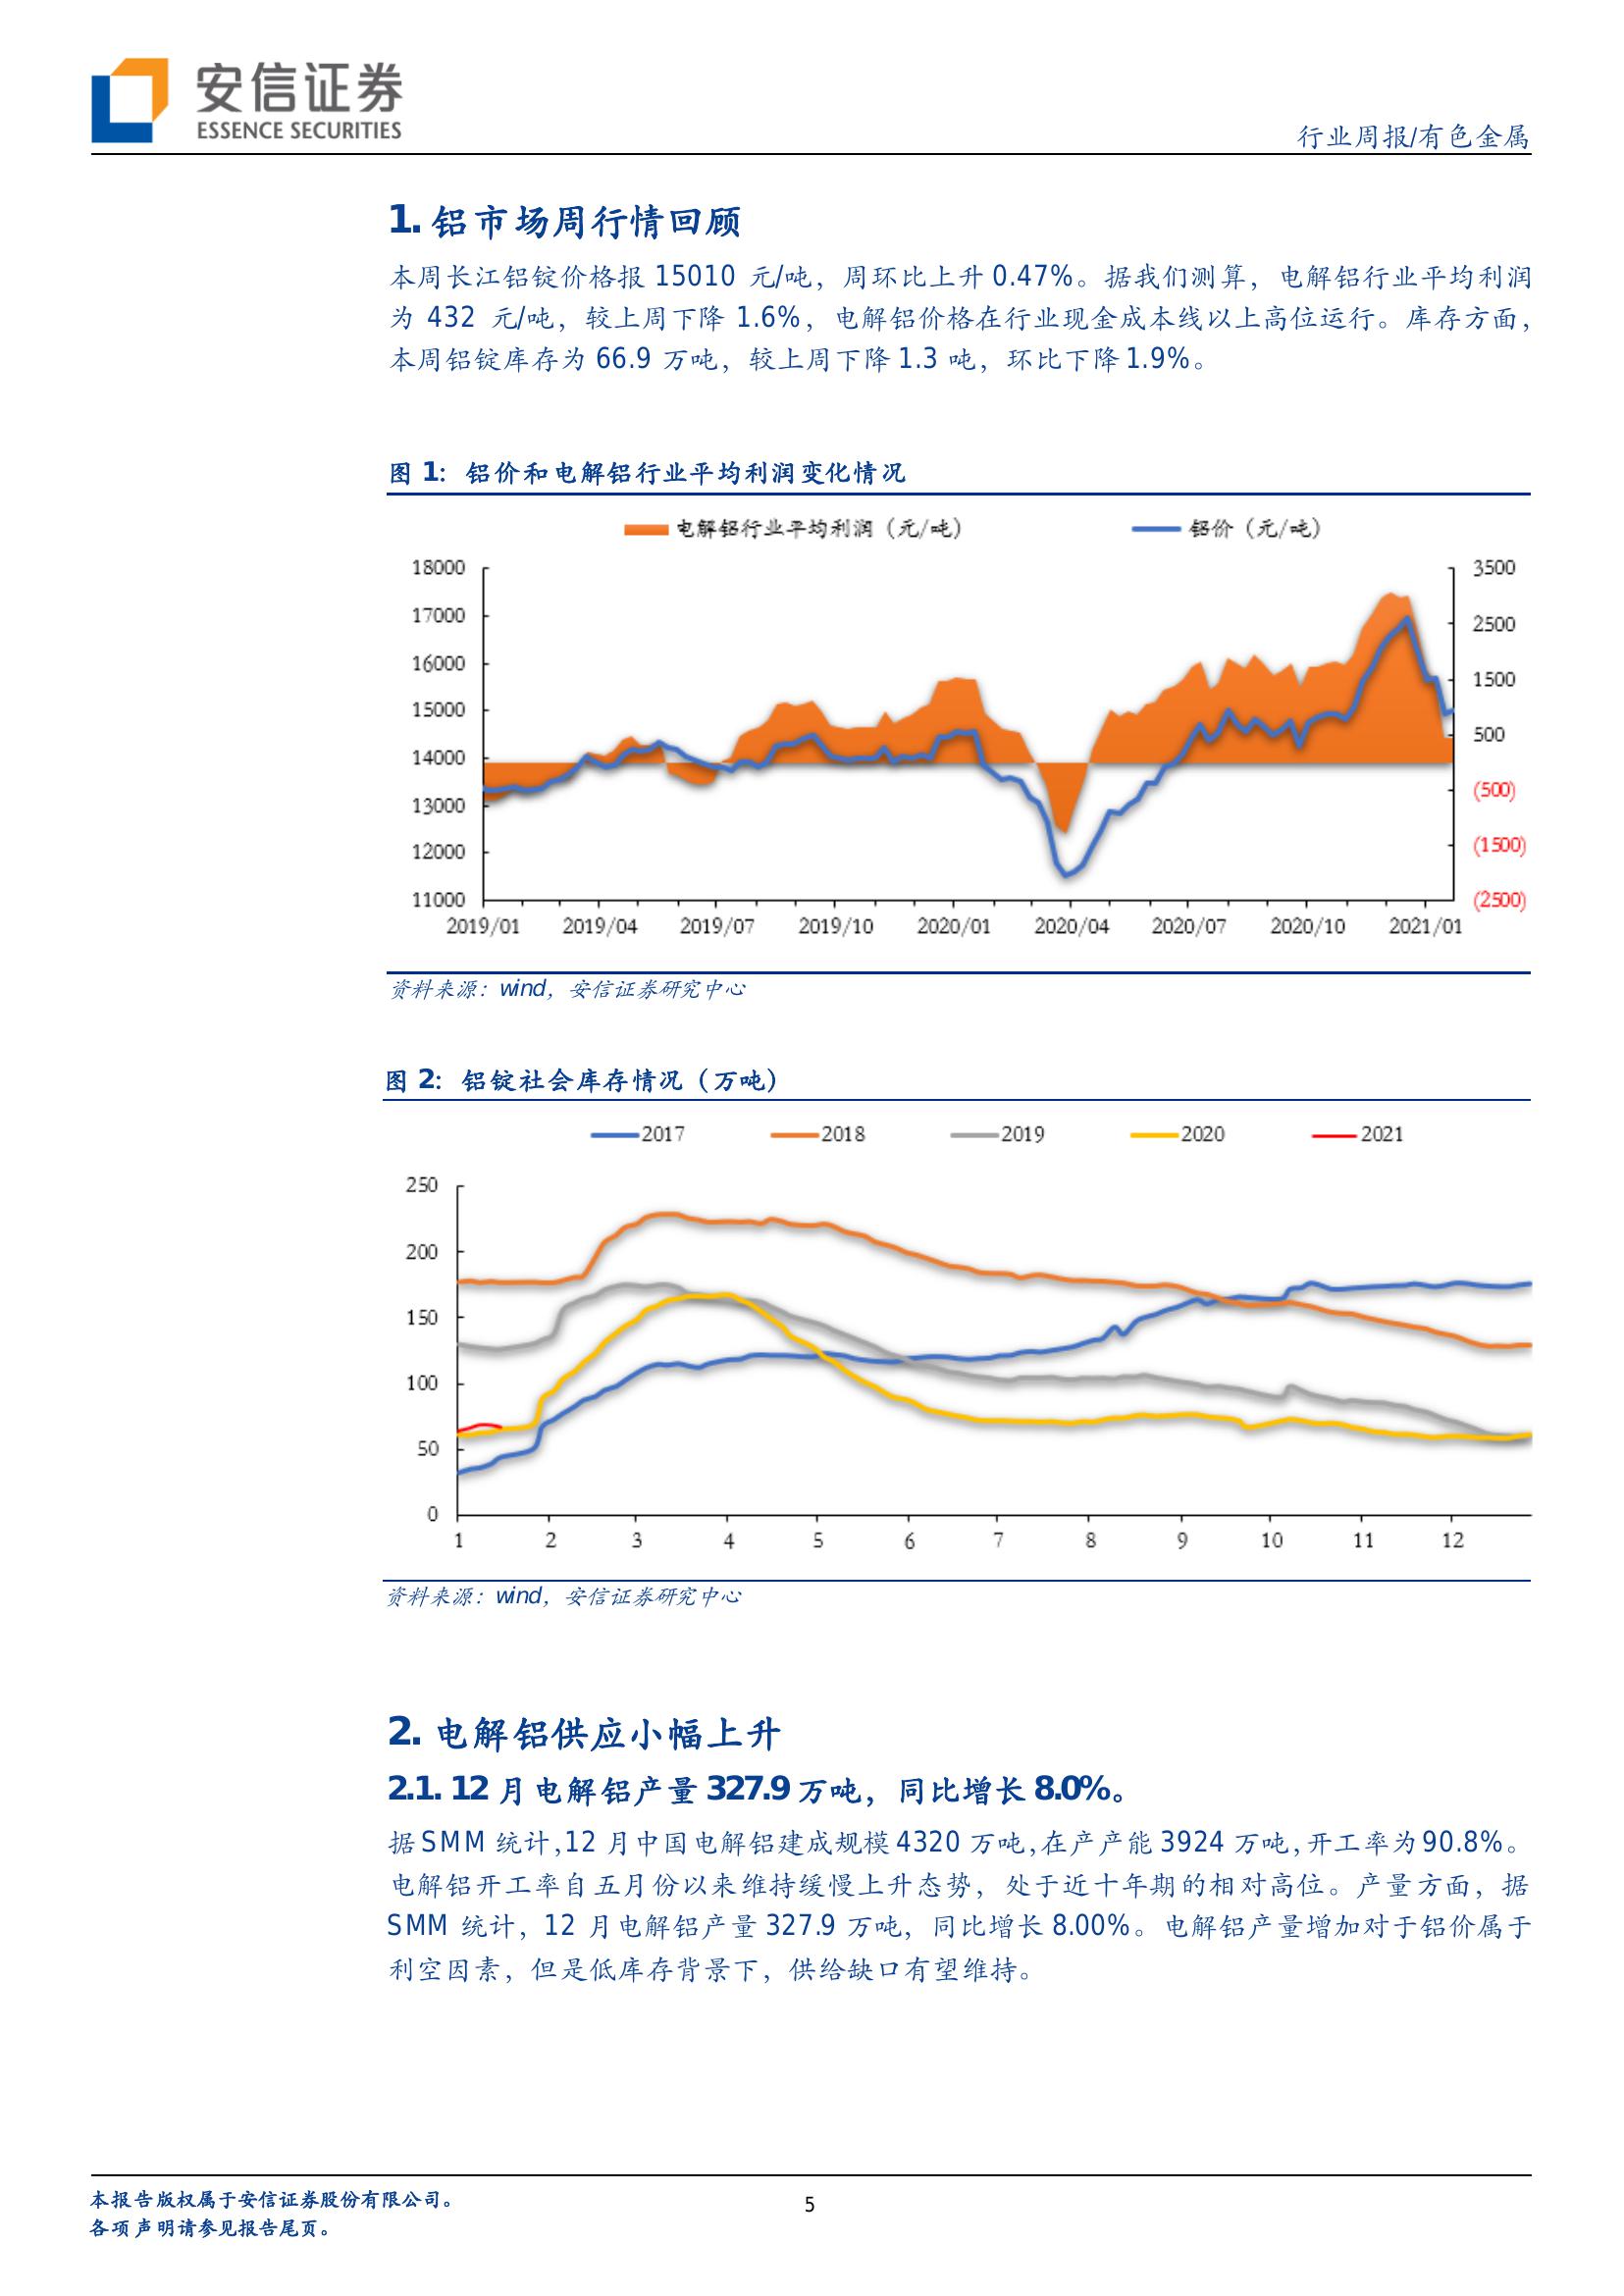 安信证券
ESSENCE SECURITIES
行业周报/有色金属
1. 铝市场周行情回顾
本周长江铝锭价格报 15010 元/吨，周环比上升 0.47%。据我们测算，电解铝行业平均利润
为 432 元/吨，较上周下降 1.6%，电解铝价格在行业现金成本线以上高位运行。库存方面，
本周铝锭库存为 66.9 万吨，较上周下降 1.3 吨，环比下降 1.9%。
图 1：铝价和电解铝行业平均利润变化情况
电解铝行业平均利润（元/吨） 铝价（元/吨）
18000 3500
17000 2500
16000 1500
15000 500
14000 (500)
13000 (1500)
12000 (2500)
11000
2019/01 2019/04 2019/07 2019/10 2020/01 2020/04 2020/07 2020/10 2021/01
资料来源：wind，安信证券研究中心
图 2：铝锭社会库存情况（万吨）
2017 2018 2019 2020 2021
250
200
150
100
50
0
1 2 3 4 5 6 7 8 9 10 11 12
资料来源：wind，安信证券研究中心
2. 电解铝供应小幅上升
2.1. 12 月电解铝产量 327.9 万吨，同比增长 8.0%。
据 SMM 统计,12 月中国电解铝建成规模 4320 万吨,在产产能 3924 万吨,开工率为 90.8%。
电解铝开工率自五月份以来维持缓慢上升态势，处于近十年期的相对高位。产量方面，据
SMM 统计，12 月电解铝产量 327.9 万吨，同比增长 8.00%。电解铝产量增加对于铝价属于
利空因素，但是低库存背景下，供给缺口有望维持。
本报告版权属于安信证券股份有限公司。
各项声明请参见报告尾页。
5